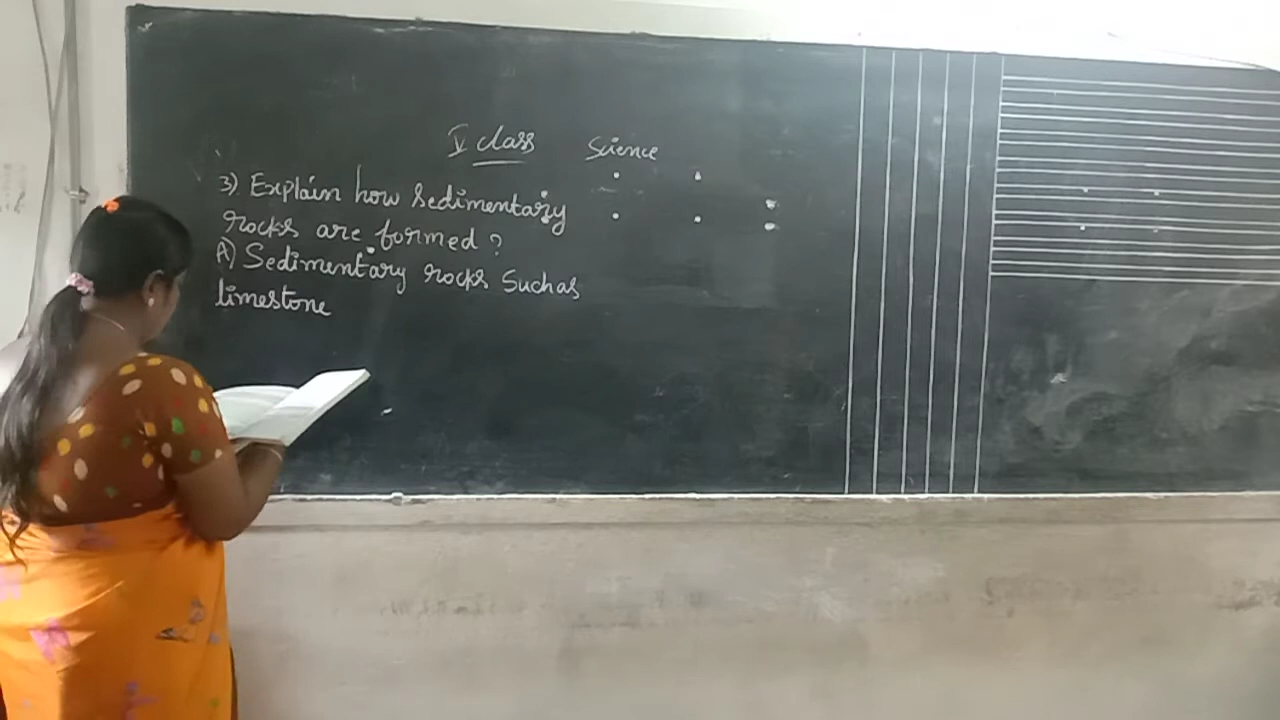 V class Science
3) Explain how Sedimentary
rocks are formed?
A) Sedimentary rocks Such as
limestone